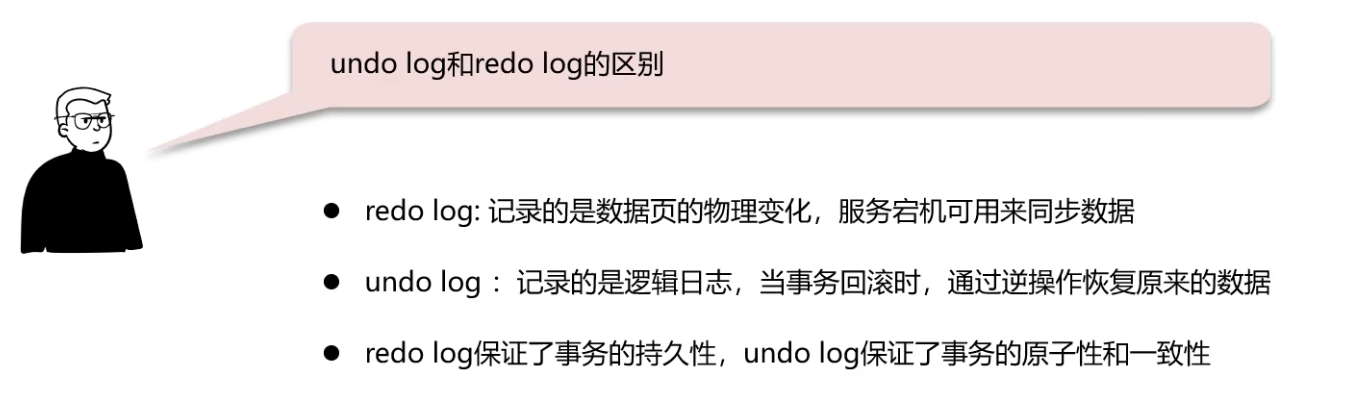 undo log和redo log的区别
● redo log: 记录的是数据页的物理变化，服务宕机可用来同步数据
● undo log ：记录的是逻辑日志，当事务回滚时，通过逆操作恢复原来的数据
● redo log保证了事务的持久性，undo log保证了事务的原子性和一致性